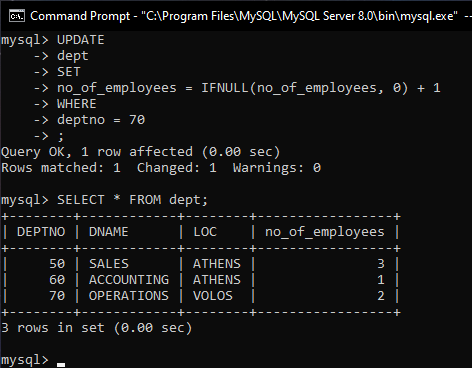 Command Prompt - "C:\Program Files\MySQL\MySQL Server 8.0\bin\mysql.exe" --
mysql> UPDATE
    -> dept
    -> SET
    -> no_of_employees = IFNULL(no_of_employees, 0) + 1
    -> WHERE
    -> deptno = 70
    -> ;
Query OK, 1 row affected (0.00 sec)
Rows matched: 1  Changed: 1  Warnings: 0

mysql> SELECT * FROM dept;
+--------+------------+--------+-----------------+
| DEPTNO | DNAME      | LOC    | no_of_employees |
+--------+------------+--------+-----------------+
|     50 | SALES      | ATHENS |               3 |
|     60 | ACCOUNTING | ATHENS |               1 |
|     70 | OPERATIONS | VOLOS  |               2 |
+--------+------------+--------+-----------------+
3 rows in set (0.00 sec)

mysql> _